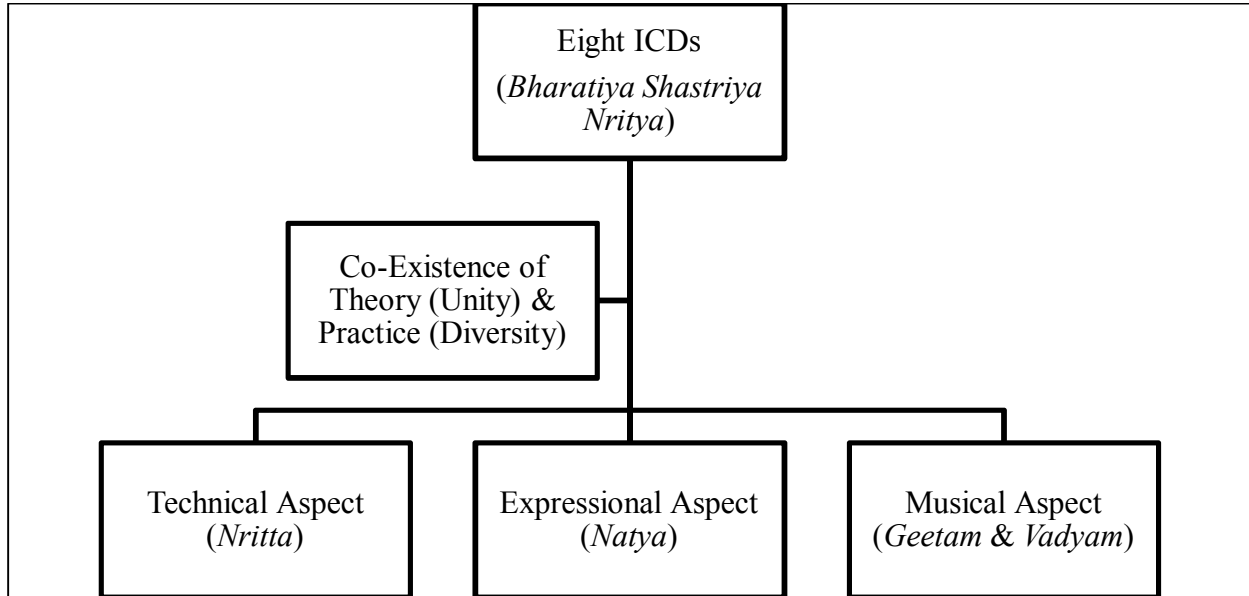 Eight ICDs
(Bharatiya Shastriya
Nritya)
Co-Existence of
Theory (Unity) &
Practice (Diversity)
Technical Aspect
(Nritta)
Expressional Aspect
(Natya)
Musical Aspect
(Geetam & Vadyam)